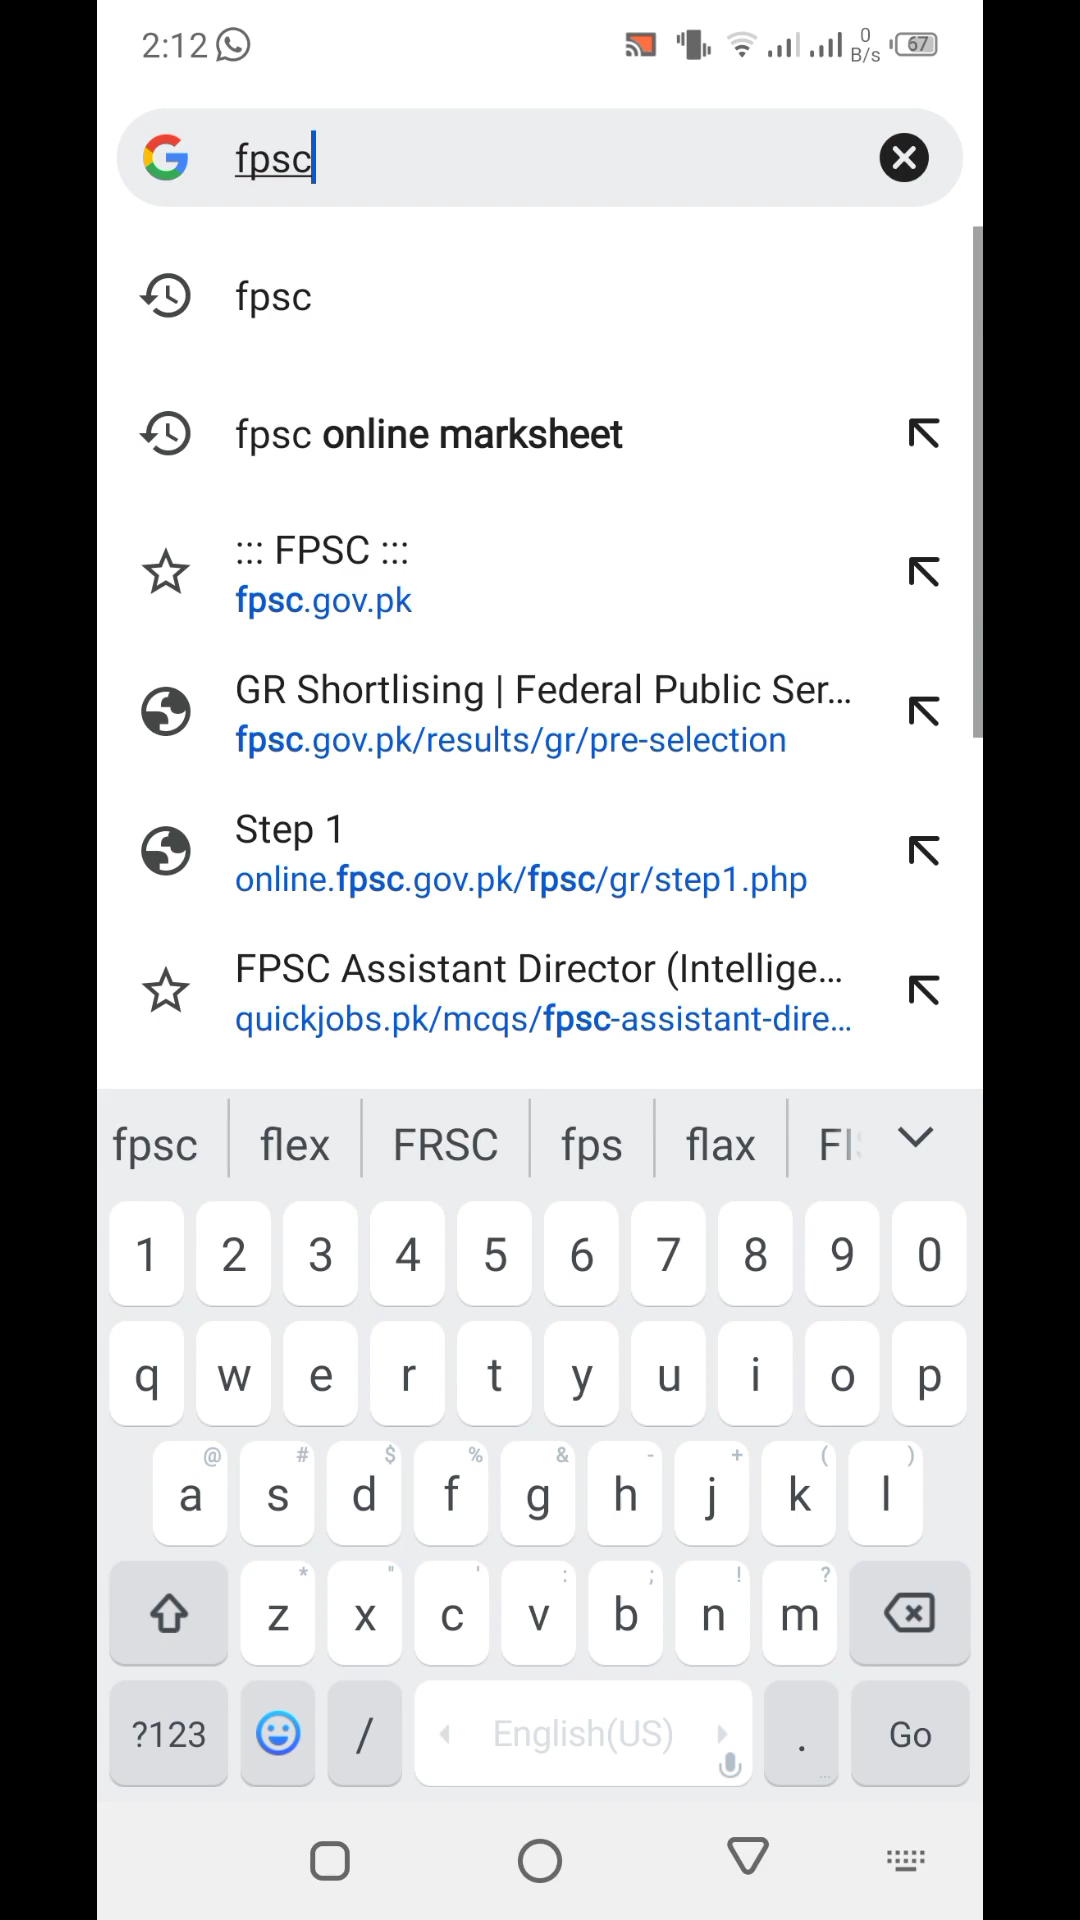 2:12
0
B/s
67
fpsc
fpsc
fpsc online marksheet
::: FPSC :::
fpsc.gov.pk
GR Shortlising | Federal Public Ser...
fpsc.gov.pk/results/gr/pre-selection
Step 1
online.fpsc.gov.pk/fpsc/gr/step1.php
FPSC Assistant Director (Intellige...
quickjobs.pk/mcqs/fpsc-assistant-dire...
fpsc flex FRSC fps flax
1 2 3 4 5 6 7 8 9 0
q w e r t y u i o p
@ # $ % & - + ( )
a s d f g h j k l
* " ' : ; ! ?
z x c v b n m
?123 / English(US) . Go